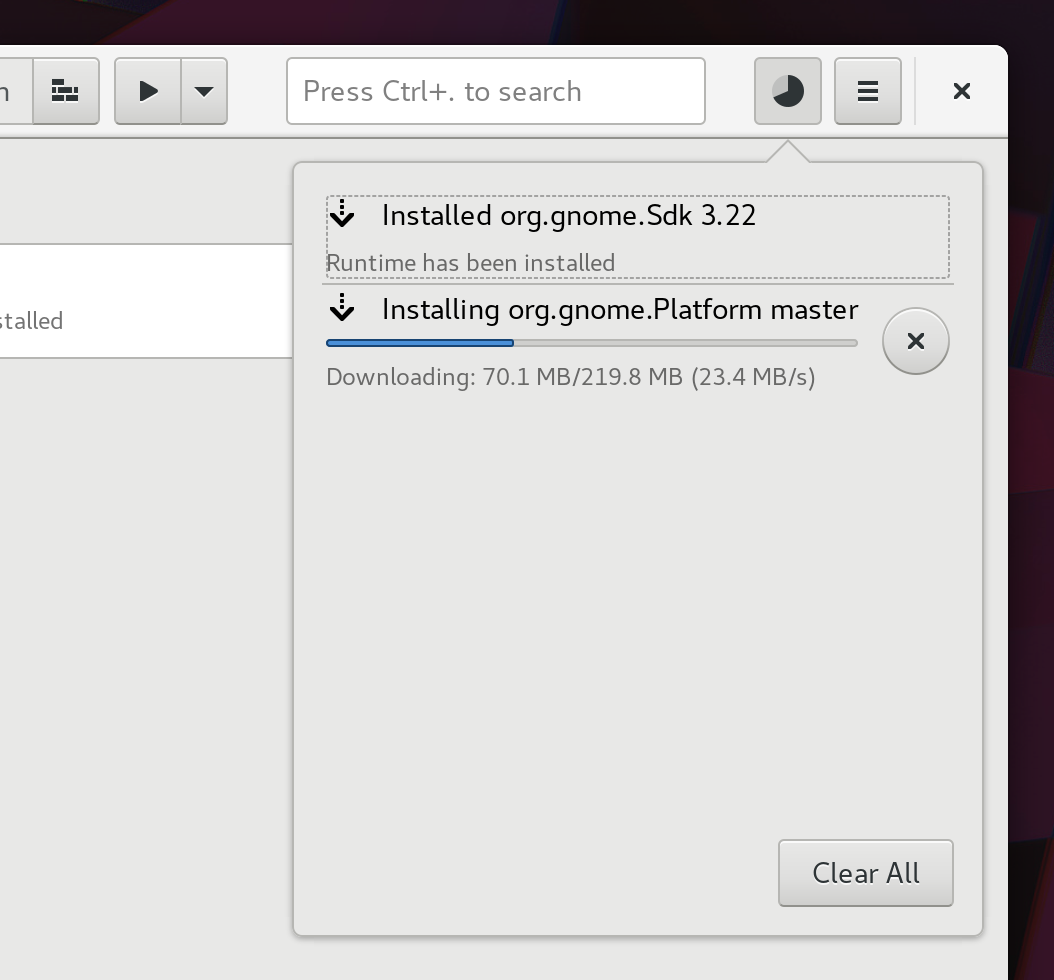 n
Press Ctrl+. to search
Installed org.gnome.Sdk 3.22
Runtime has been installed
stalled
Installing org.gnome.Platform master
Downloading: 70.1 MB/219.8 MB (23.4 MB/s)
Clear All